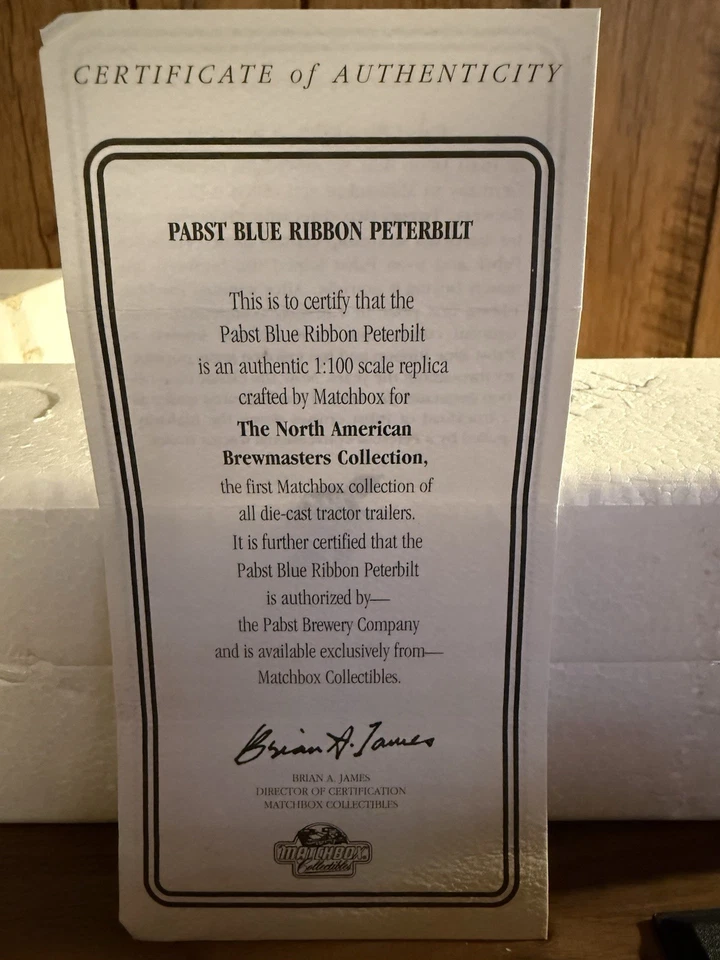 CERTIFICATE of AUTHENTICITY
PABST BLUE RIBBON PETERBILT
This is to certify that the
Pabst Blue Ribbon Peterbilt
is an authentic 1:100 scale replica
crafted by Matchbox for
The North American
Brewmasters Collection,
the first Matchbox collection of
all die-cast tractor trailers.
It is further certified that the
Pabst Blue Ribbon Peterbilt
is authorized by—
the Pabst Brewery Company
and is available exclusively from—
Matchbox Collectibles.
Brian A. James
BRIAN A. JAMES
DIRECTOR OF CERTIFICATION
MATCHBOX COLLECTIBLES
MATCHBOX
Collectibles